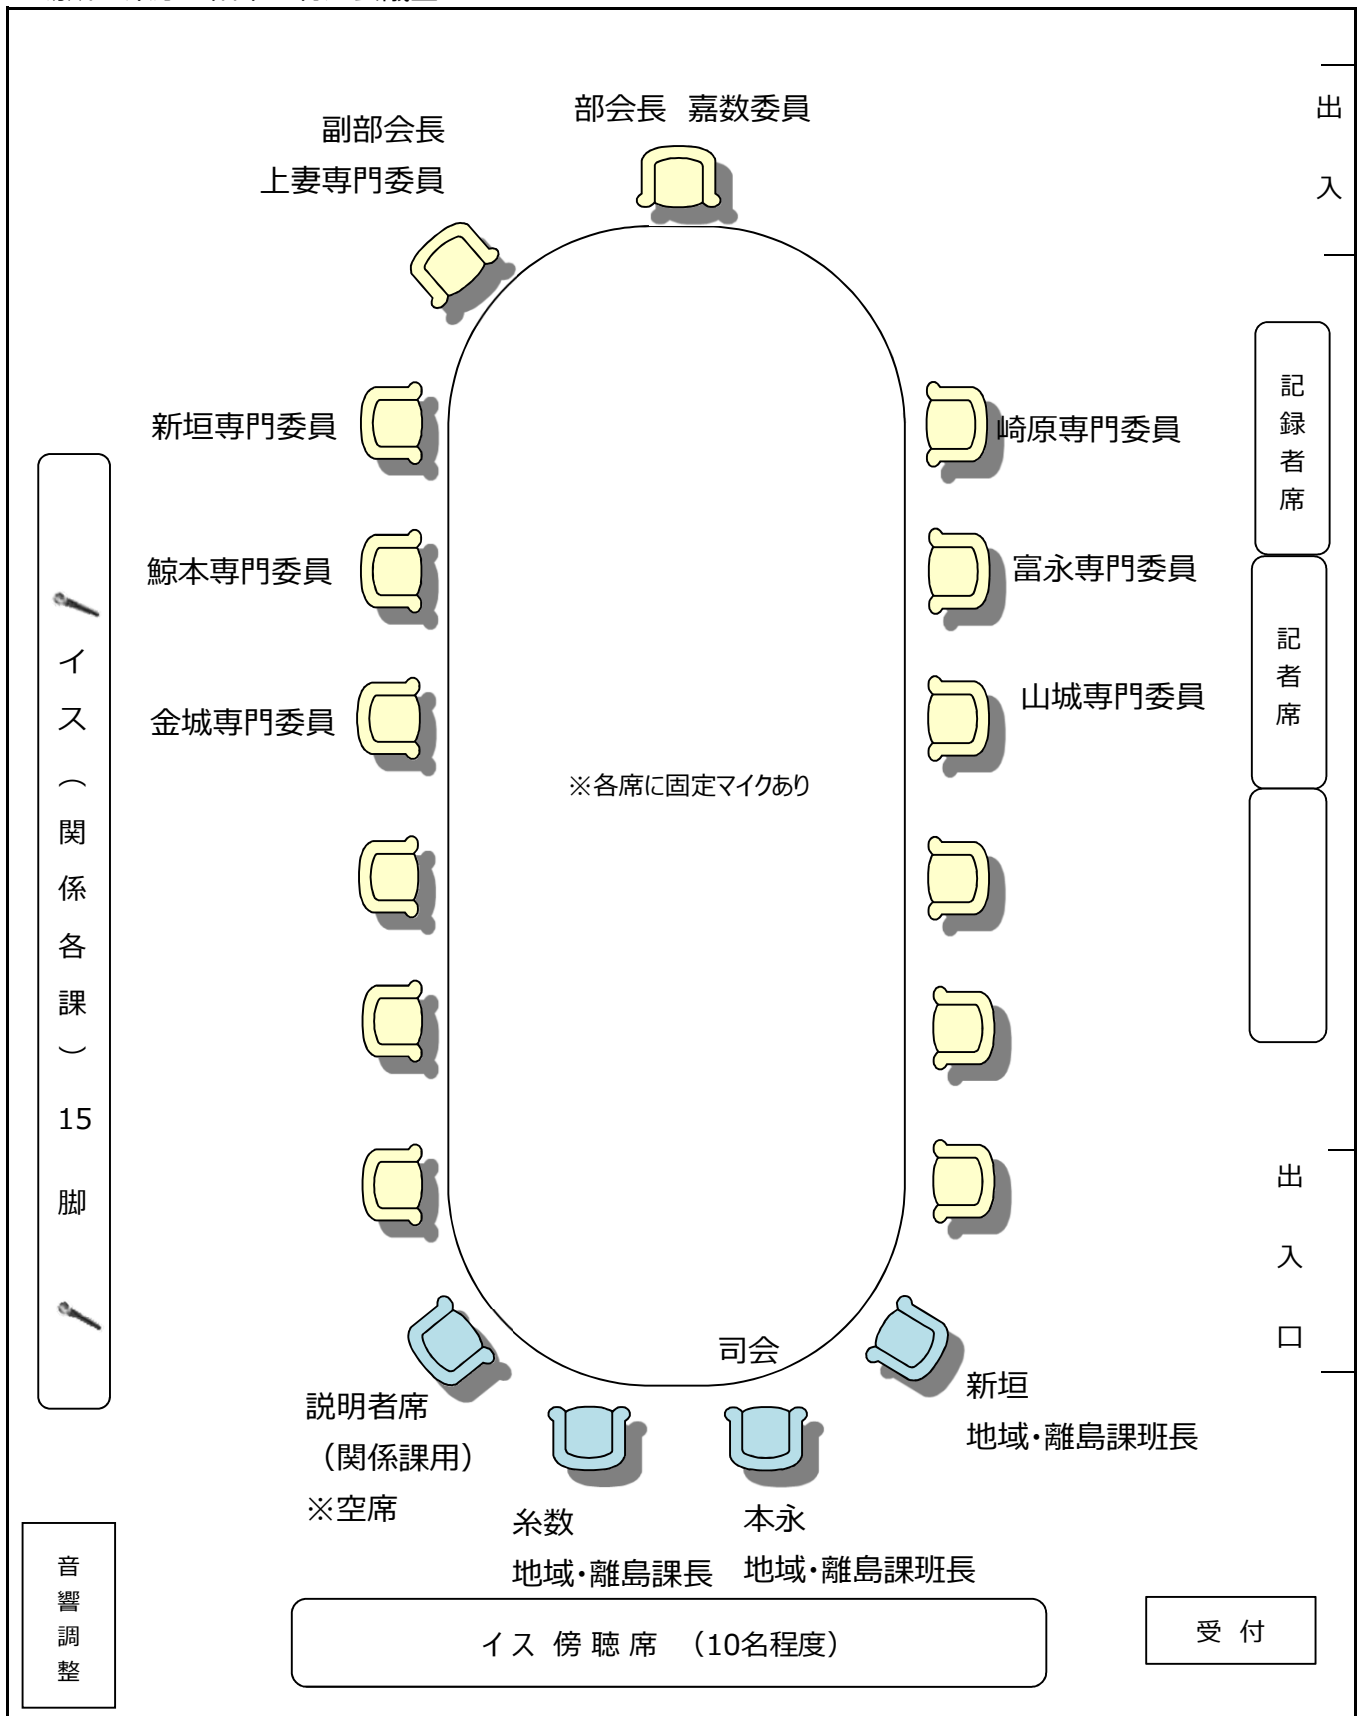 部会長 嘉数委員
副部会長
上妻専門委員
出
入
新垣専門委員
崎原専門委員
記録者席
鯨本専門委員
富永専門委員
記者席
金城専門委員
山城専門委員
イス（関係各課）15脚
※各席に固定マイクあり
出入口
司会
新垣
地域・離島課班長
説明者席
（関係課用）
※空席
糸数
地域・離島課長
本永
地域・離島課班長
音響調整
イス 傍 聴 席 （10名程度）
受 付